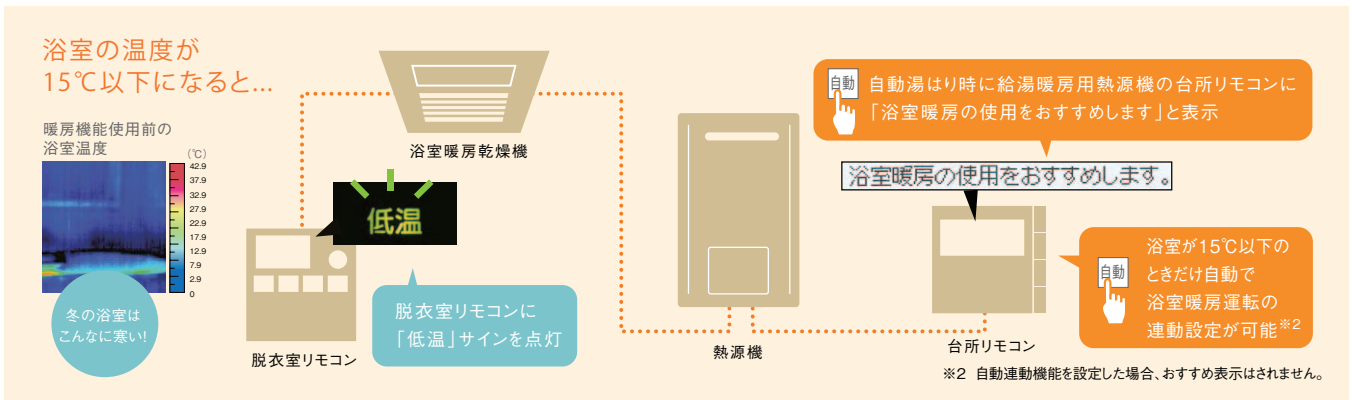 浴室の温度が
15℃以下になると...
暖房機能使用前の
浴室温度
(℃)
42.9
37.9
32.9
27.9
22.9
17.9
12.9
7.9
2.9
0
冬の浴室は
こんなに寒い!
浴室暖房乾燥機
低温
脱衣室リモコン
脱衣室リモコンに
「低温」サインを点灯
熱源機
自動
自動湯はり時に給湯暖房用熱源機の台所リモコンに
「浴室暖房の使用をおすすめします」と表示
浴室暖房の使用をおすすめします。
台所リモコン
自動
浴室が15℃以下の
ときだけ自動で
浴室暖房運転の
連動設定が可能※2
※2 自動連動機能を設定した場合、おすすめ表示はされません。